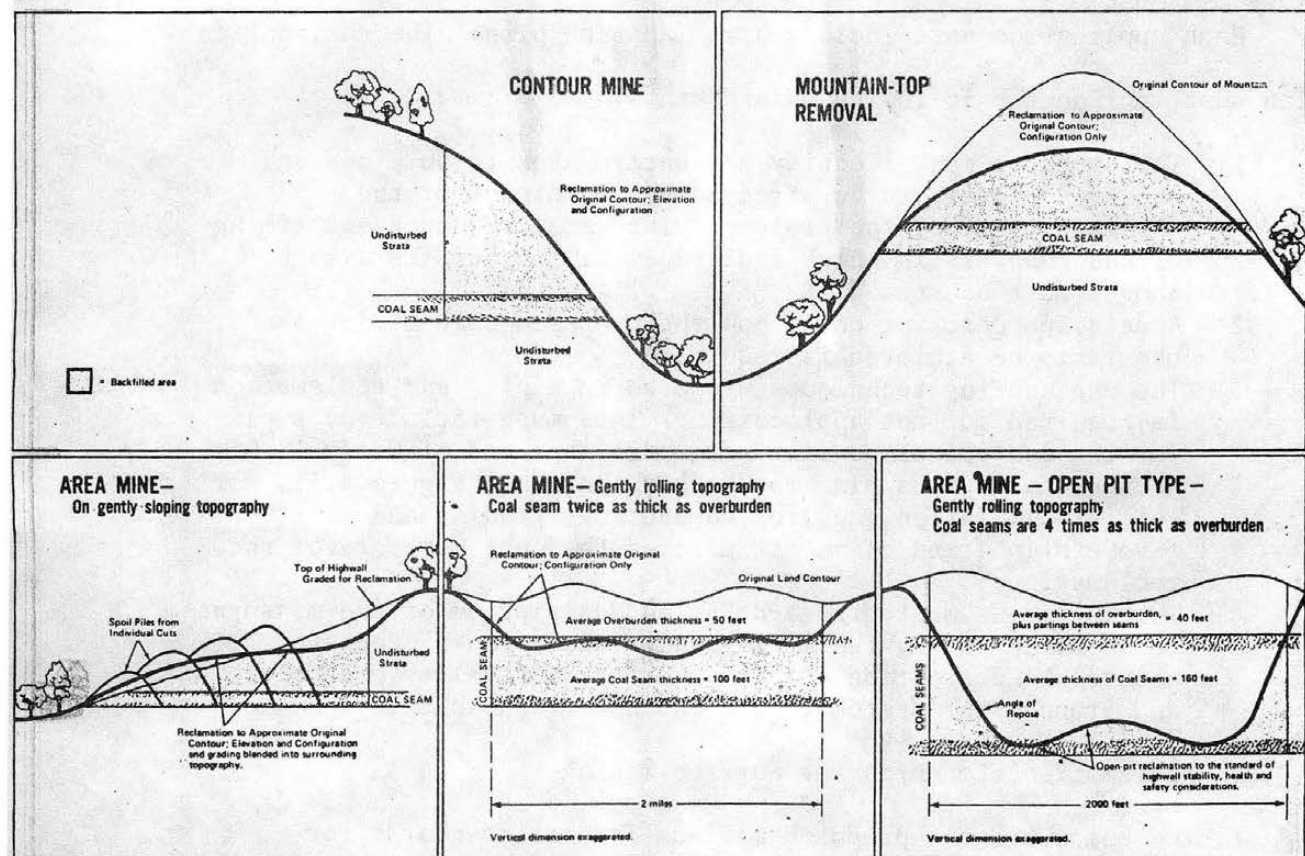 CONTOUR MINE
Reclamation to Approximate
Original Contour; Elevation
and Configuration
Undisturbed
Strata
COAL SEAM
Undisturbed
Strata
= Backfilled area
MOUNTAIN-TOP
REMOVAL
Original Contour of Mountain
Reclamation to Approximate
Original Contour;
Configuration Only
COAL SEAM
Undisturbed Strata
AREA MINE—
On gently sloping topography
Top of Highwall
Graded for Reclamation
Spoil Piles from
Individual Cuts
Undisturbed
Strata
COAL SEAM
Reclamation to Approximate Original
Contour; Elevation and Configuration
and grading blended into surrounding
topography.
AREA MINE— Gently rolling topography
Coal seam twice as thick as overburden
Reclamation to Approximate Original
Contour; Configuration Only
Original Land Contour
Average Overburden thickness = 50 feet
COAL SEAM
Average Coal Seam thickness = 100 feet
2 miles
Vertical dimension exaggerated.
AREA MINE — OPEN PIT TYPE —
Gently rolling topography
Coal seams are 4 times as thick as overburden
Average thickness of overburden, = 40 feet
plus partings between seams
COAL SEAMS
Average thickness of Coal Seams = 160 feet
Angle of
Repose
Open-pit reclamation to the standard of
highwall stability, health and
safety considerations.
2000 feet
Vertical dimension exaggerated.